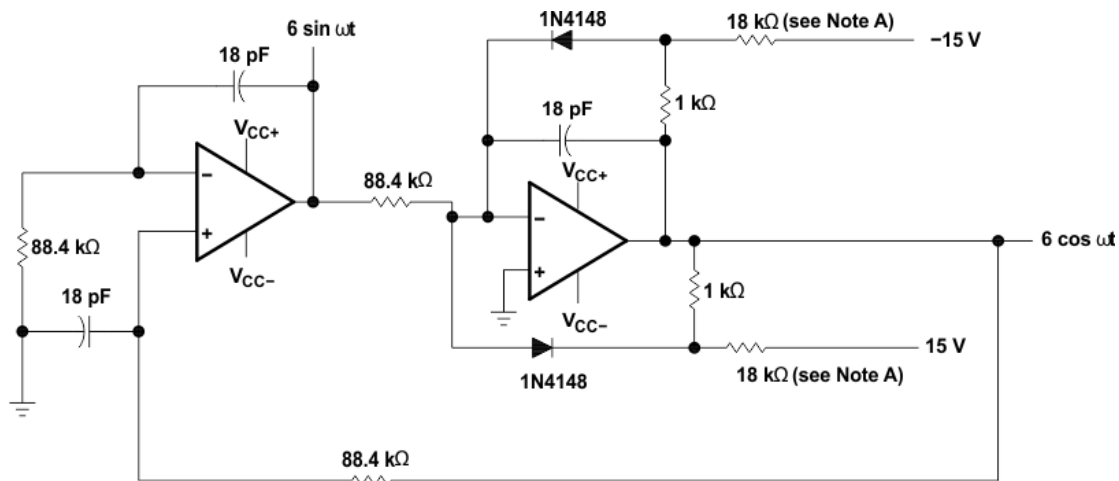 6 sin ωt
1N4148
18 kΩ (see Note A)
−15 V
18 pF
1 kΩ
18 pF
VCC+
−
+
VCC−
88.4 kΩ
18 pF
88.4 kΩ
VCC+
−
+
VCC−
6 cos ωt
1 kΩ
1N4148
18 kΩ (see Note A)
15 V
88.4 kΩ